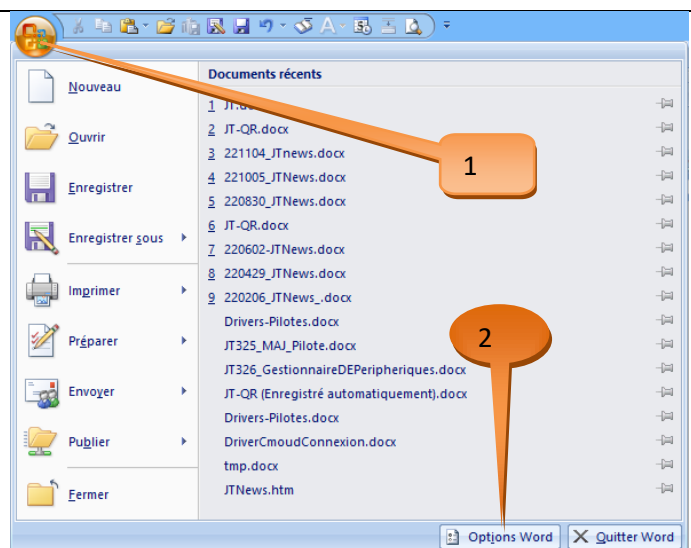 Documents récents
Nouveau
Ouvrir
Enregistrer
Enregistrer sous
Imprimer
Préparer
Envoyer
Publier
Fermer
1
2 JT-QR.docx
3 221104_JTnews.docx
4 221005_JTNews.docx
5 220830_JTNews.docx
6 JT-QR.docx
7 220602-JTNews.docx
8 220429_JTNews.docx
9 220206_JTNews_.docx
Drivers-Pilotes.docx
JT325_MAJ_Pilote.docx
JT326_GestionnaireDEPeripheriques.docx
JT-QR (Enregistré automatiquement).docx
Drivers-Pilotes.docx
DriverCmoudConnexion.docx
tmp.docx
JTNews.htm
1
2
Options Word
Quitter Word